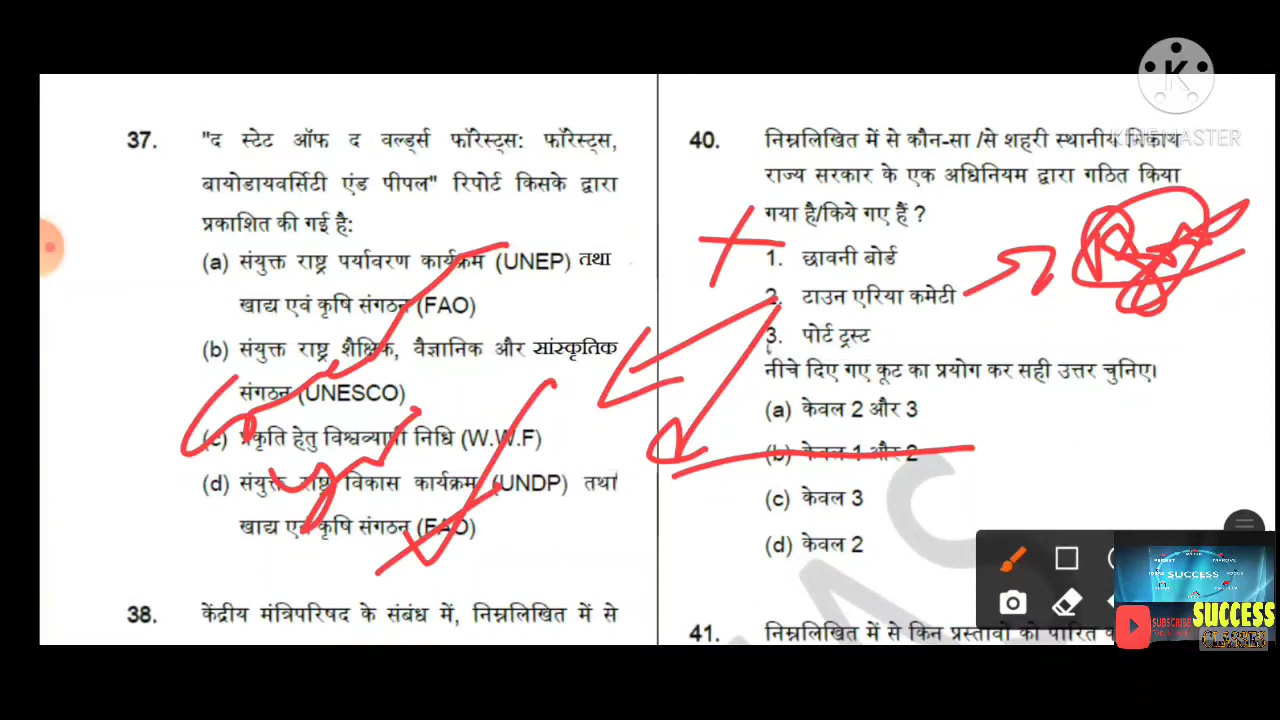 KINEMASTER
37. "द स्टेट ऑफ द वर्ल्ड्स फॉरेस्ट्स: फॉरेस्ट्स,
बायोडायवर्सिटी एंड पीपल" रिपोर्ट किसके द्वारा
प्रकाशित की गई है:
(a) संयुक्त राष्ट्र पर्यावरण कार्यक्रम (UNEP) तथा
खाद्य एवं कृषि संगठन (FAO)
(b) संयुक्त राष्ट्र शैक्षिक, वैज्ञानिक और सांस्कृतिक
संगठन (UNESCO)
(c) प्रकृति हेतु विश्वव्यापी निधि (W.W.F)
(d) संयुक्त राष्ट्र विकास कार्यक्रम (UNDP) तथा
खाद्य एवं कृषि संगठन (FAO)
38. केंद्रीय मंत्रिपरिषद के संबंध में, निम्नलिखित में से
40. निम्नलिखित में से कौन-सा /से शहरी स्थानीय निकाय
राज्य सरकार के एक अधिनियम द्वारा गठित किया
गया है/किये गए हैं ?
1. छावनी बोर्ड
2. टाउन एरिया कमेटी
3. पोर्ट ट्रस्ट
नीचे दिए गए कूट का प्रयोग कर सही उत्तर चुनिए।
(a) केवल 2 और 3
(b) केवल 1 और 2
(c) केवल 3
(d) केवल 2
41. निम्नलिखित में से किन प्रस्तावों को पारित
SUCCESS
SUBSCRIBE
SUCCESS
CLASSES